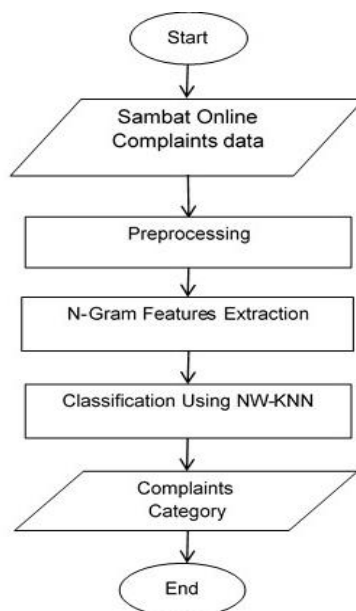 Start
Sambat Online
Complaints data
Preprocessing
N-Gram Features Extraction
Classification Using NW-KNN
Complaints
Category
End